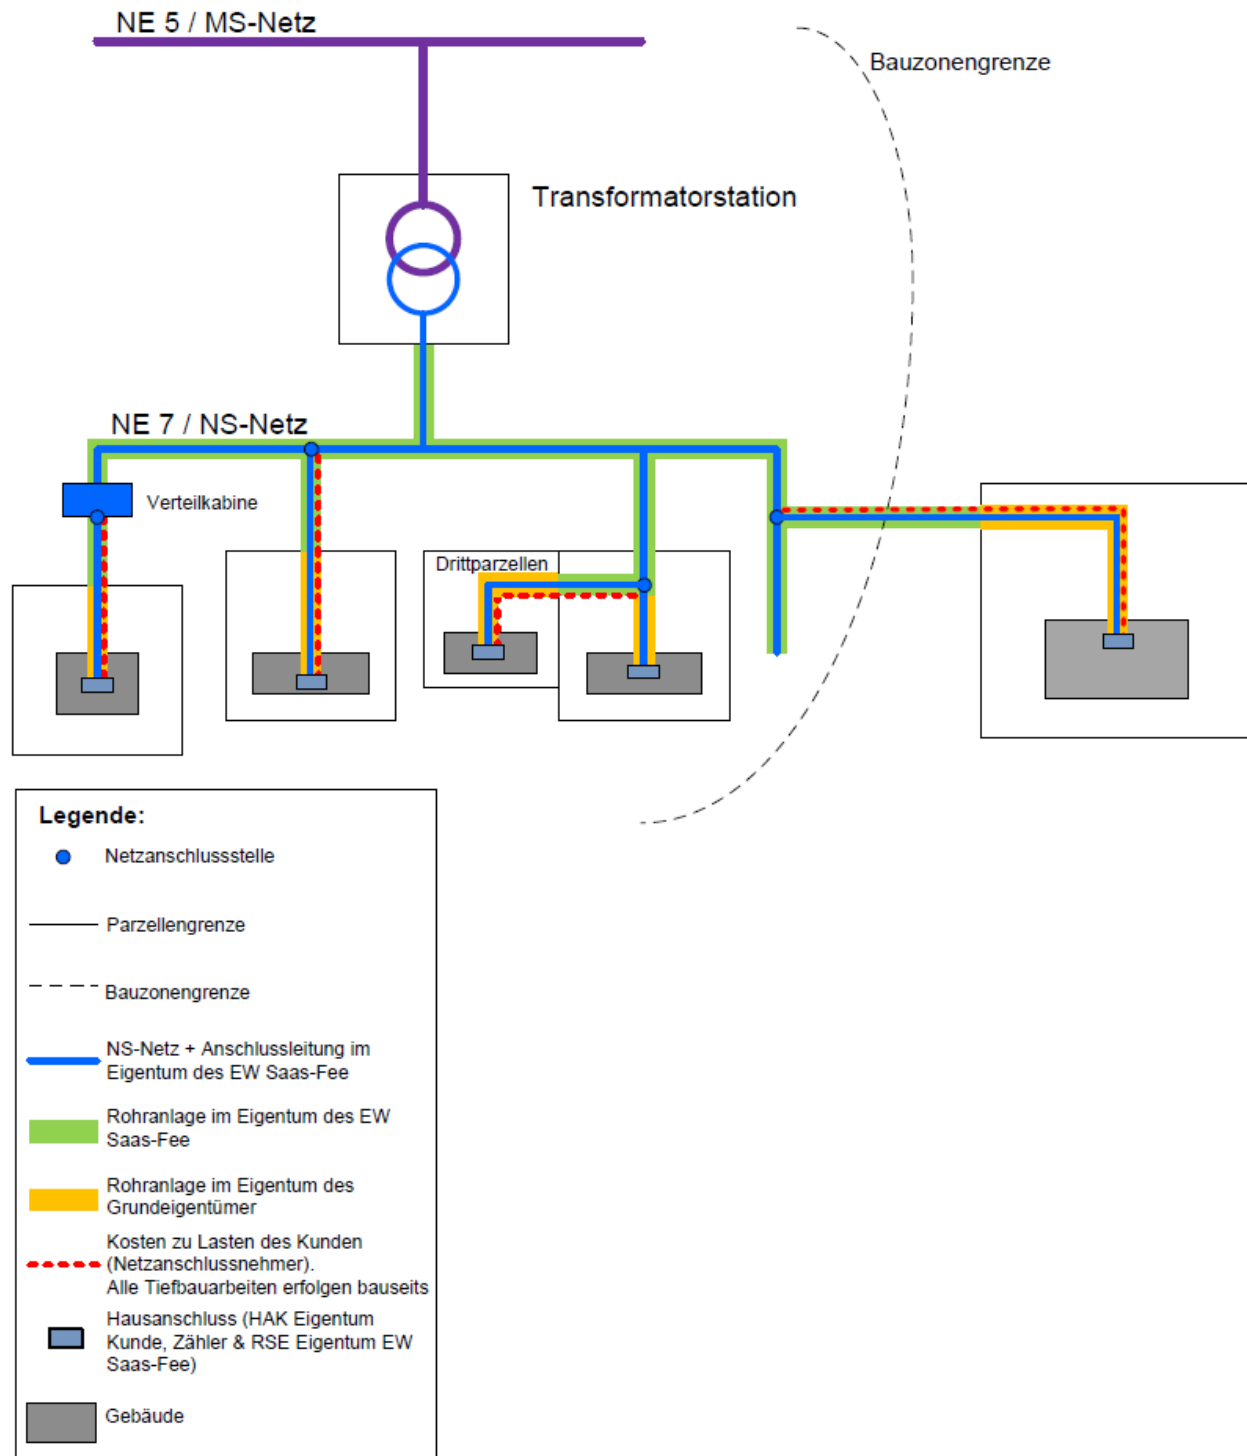 NE 5 / MS-Netz
Bauzonengrenze
Transformatorstation
NE 7 / NS-Netz
Verteilkabine
Drittparzellen
Legende:
Netzanschlussstelle
Parzellengrenze
Bauzonengrenze
NS-Netz + Anschlussleitung im
Eigentum des EW Saas-Fee
Rohranlage im Eigentum des EW
Saas-Fee
Rohranlage im Eigentum des
Grundeigentümer
Kosten zu Lasten des Kunden
(Netzanschlussnehmer).
Alle Tiefbauarbeiten erfolgen bauseits
Hausanschluss (HAK Eigentum
Kunde, Zähler & RSE Eigentum EW
Saas-Fee)
Gebäude